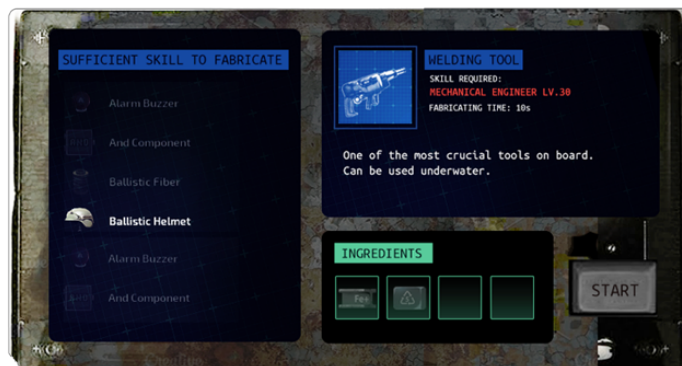 SUFFICIENT SKILL TO FABRICATE
Alarm Buzzer
And Component
Ballistic Fiber
Ballistic Helmet
Alarm Buzzer
And Component
WELDING TOOL
SKILL REQUIRED:
MECHANICAL ENGINEER LV.30
FABRICATING TIME: 10s
One of the most crucial tools on board.
Can be used underwater.
INGREDIENTS
Fe
START